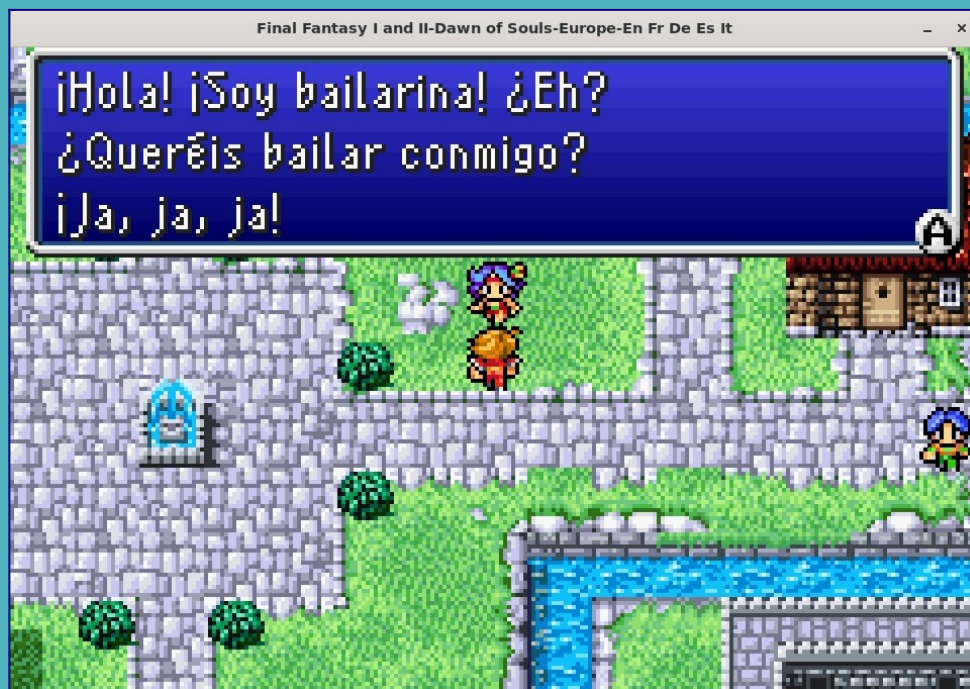 Final Fantasy I and II-Dawn of Souls-Europe-En Fr De Es It
¡Hola! ¡Soy bailarina! ¿Eh?
¿Queréis bailar conmigo?
¡Ja, ja, ja!
A